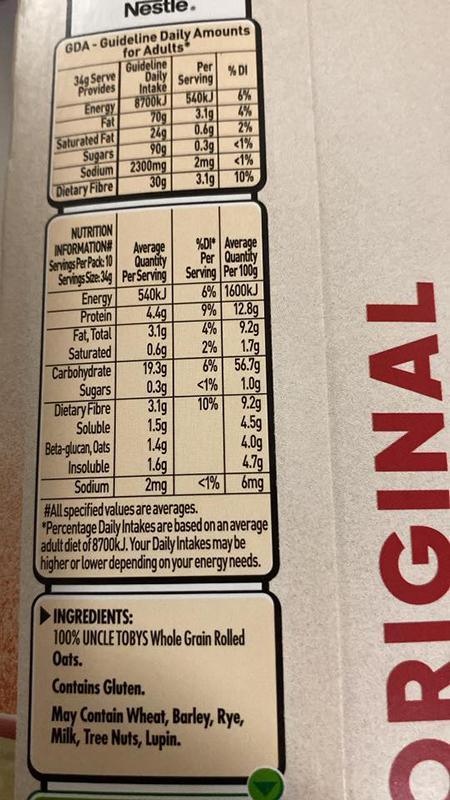 Nestlé.
GDA - Guideline Daily Amounts
for Adults*
34g Serve Provides Guideline Daily Intake Per Serving % DI
Energy 8700kJ 540kJ 6%
Fat 70g 3.1g 4%
Saturated Fat 24g 0.6g 2%
Sugars 90g 0.3g <1%
Sodium 2300mg 2mg <1%
Dietary Fibre 30g 3.1g 10%
NUTRITION INFORMATION# Servings Per Pack: 10 Servings Size: 34g Average Quantity Per Serving %DI* Per Serving Average Quantity Per 100g
Energy 540kJ 6% 1600kJ
Protein 4.4g 9% 12.8g
Fat, Total 3.1g 4% 9.2g
Saturated 0.6g 2% 1.7g
Carbohydrate 19.3g 6% 56.7g
Sugars 0.3g <1% 1.0g
Dietary Fibre 3.1g 10% 9.2g
Soluble 1.5g 4.5g
Beta-glucan, Oats 1.4g 4.0g
Insoluble 1.6g 4.7g
Sodium 2mg <1% 6mg
#All specified values are averages.
*Percentage Daily Intakes are based on an average
adult diet of 8700kJ. Your Daily Intakes may be
higher or lower depending on your energy needs.
INGREDIENTS:
100% UNCLE TOBYS Whole Grain Rolled
Oats.
Contains Gluten.
May Contain Wheat, Barley, Rye,
Milk, Tree Nuts, Lupin.
ORIGINAL